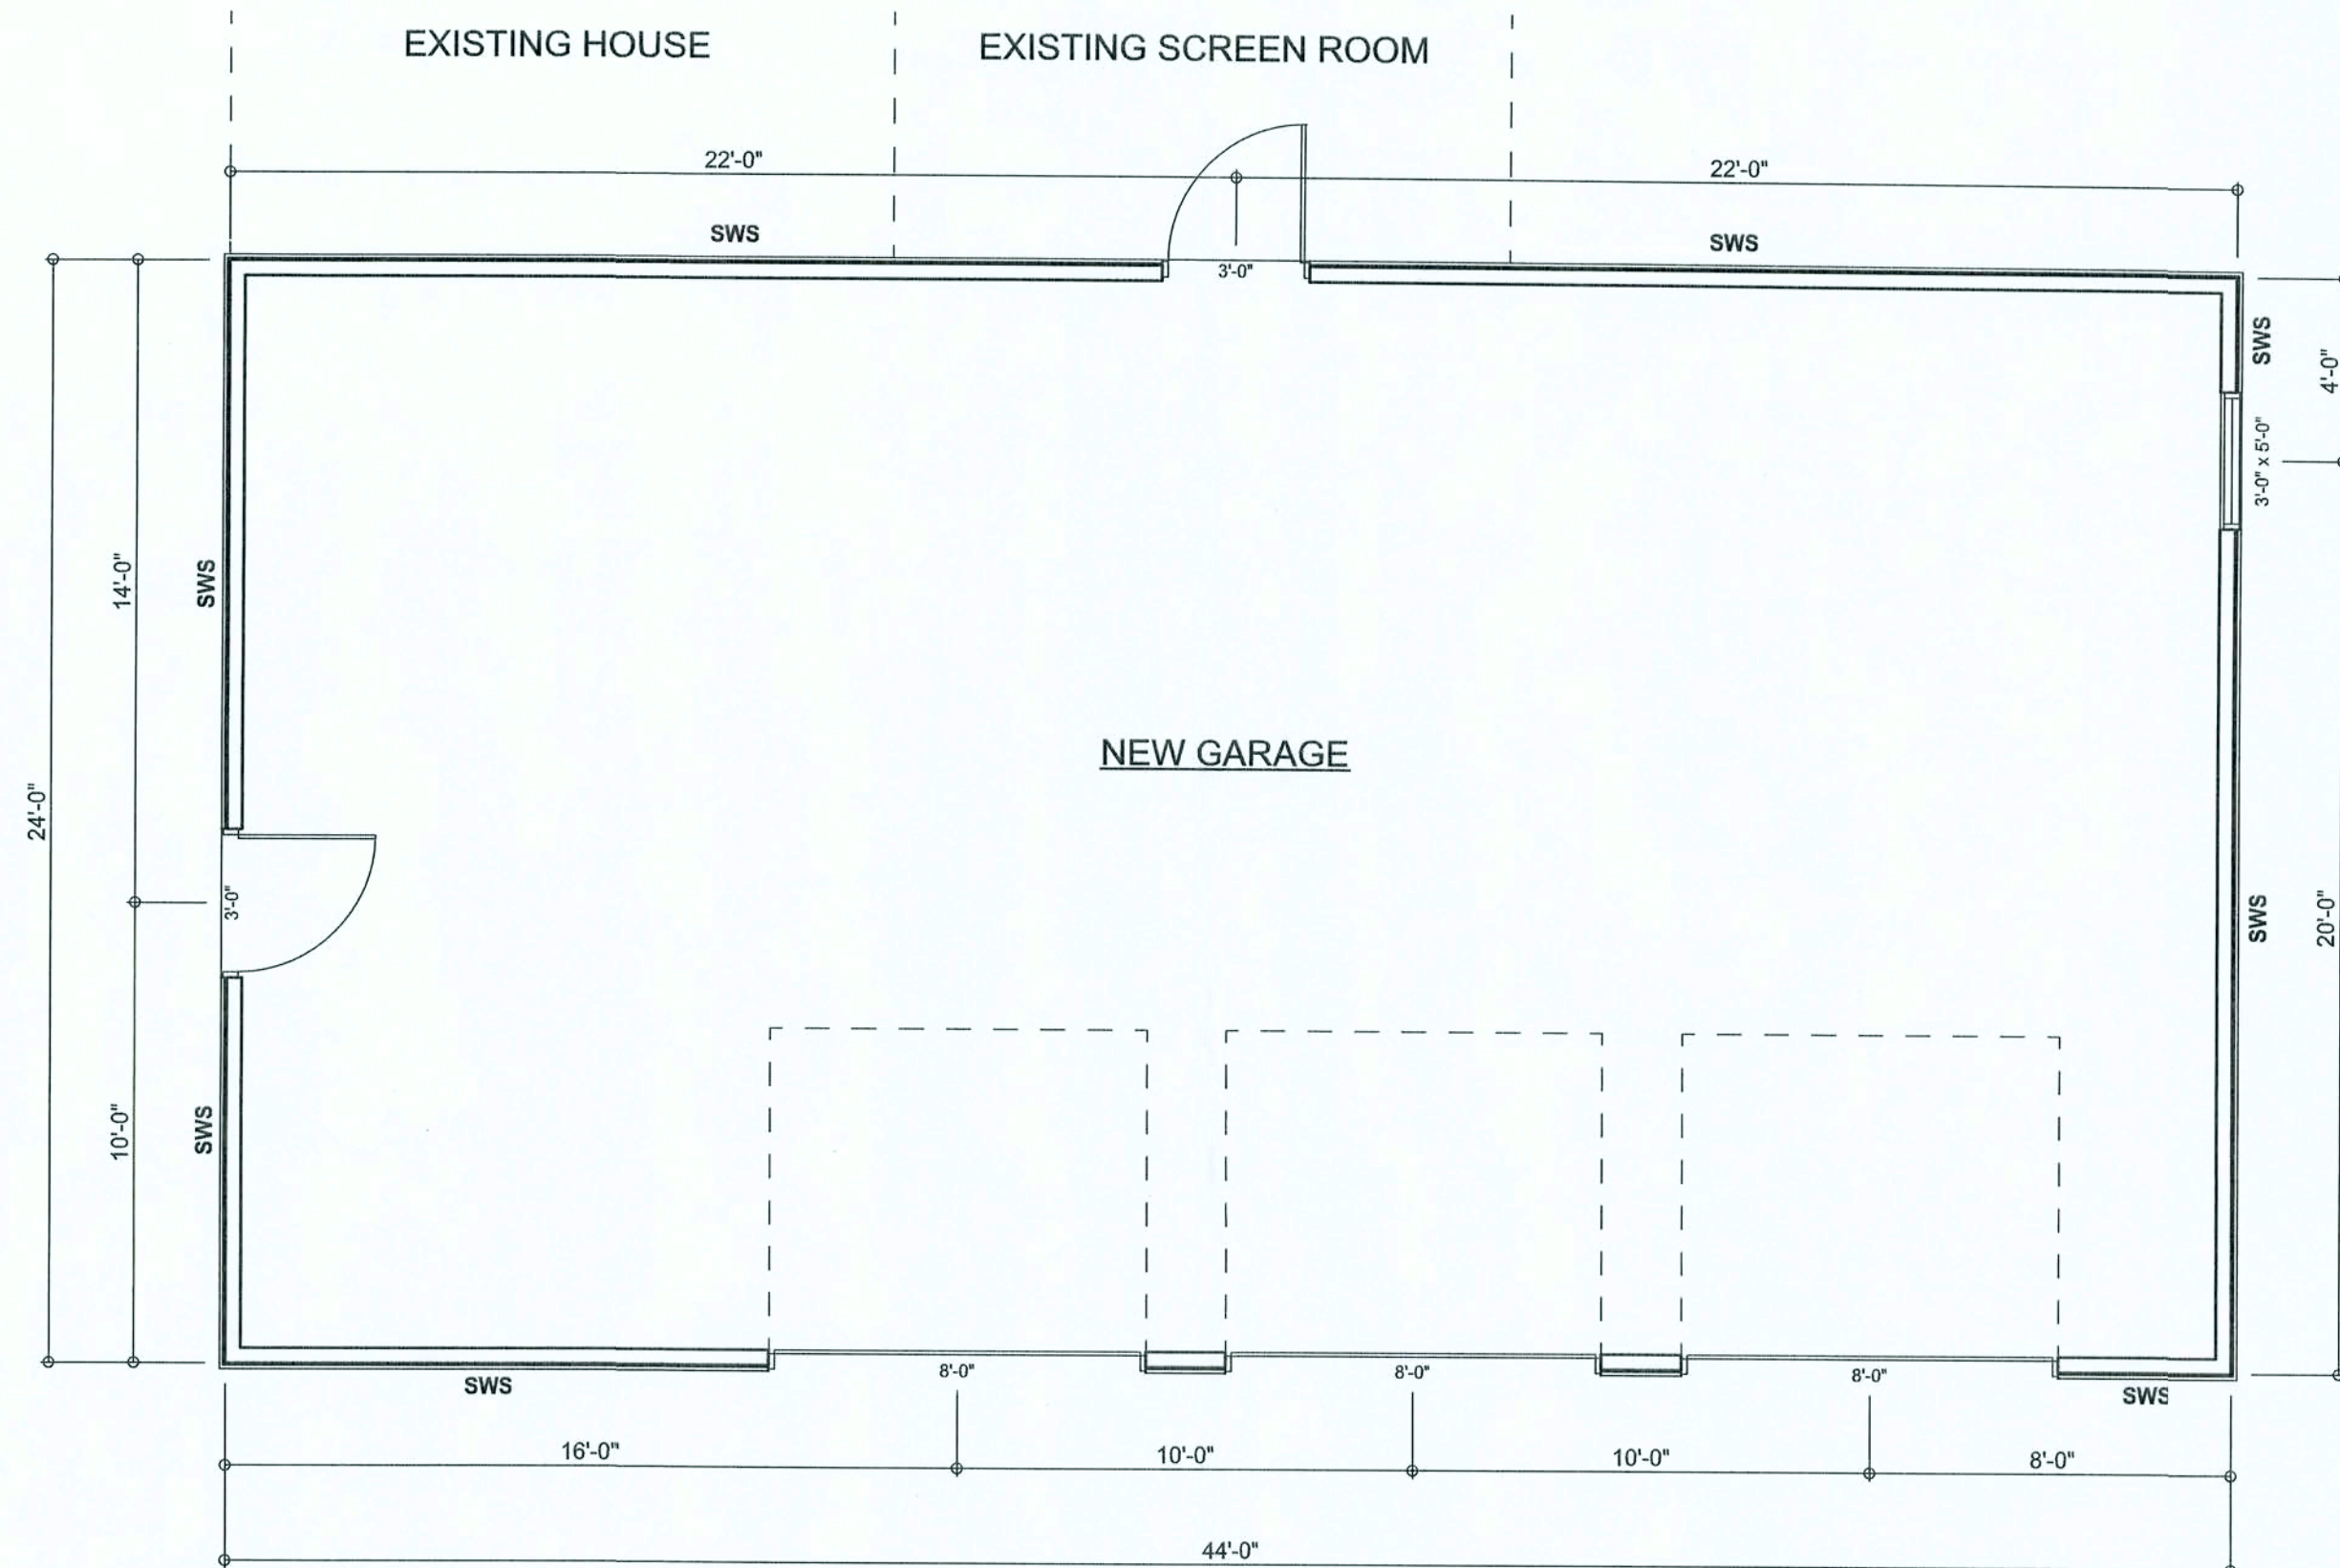 EXISTING HOUSE
EXISTING SCREEN ROOM
22'-0"
22'-0"
SWS
SWS
3'-0"
SWS
4'-0"
3'-0" x 5'-0"
14'-0"
SWS
NEW GARAGE
24'-0"
3'-0"
SWS
20'-0"
10'-0"
SWS
8'-0"
8'-0"
8'-0"
SWS
SWS
16'-0"
10'-0"
10'-0"
8'-0"
44'-0"